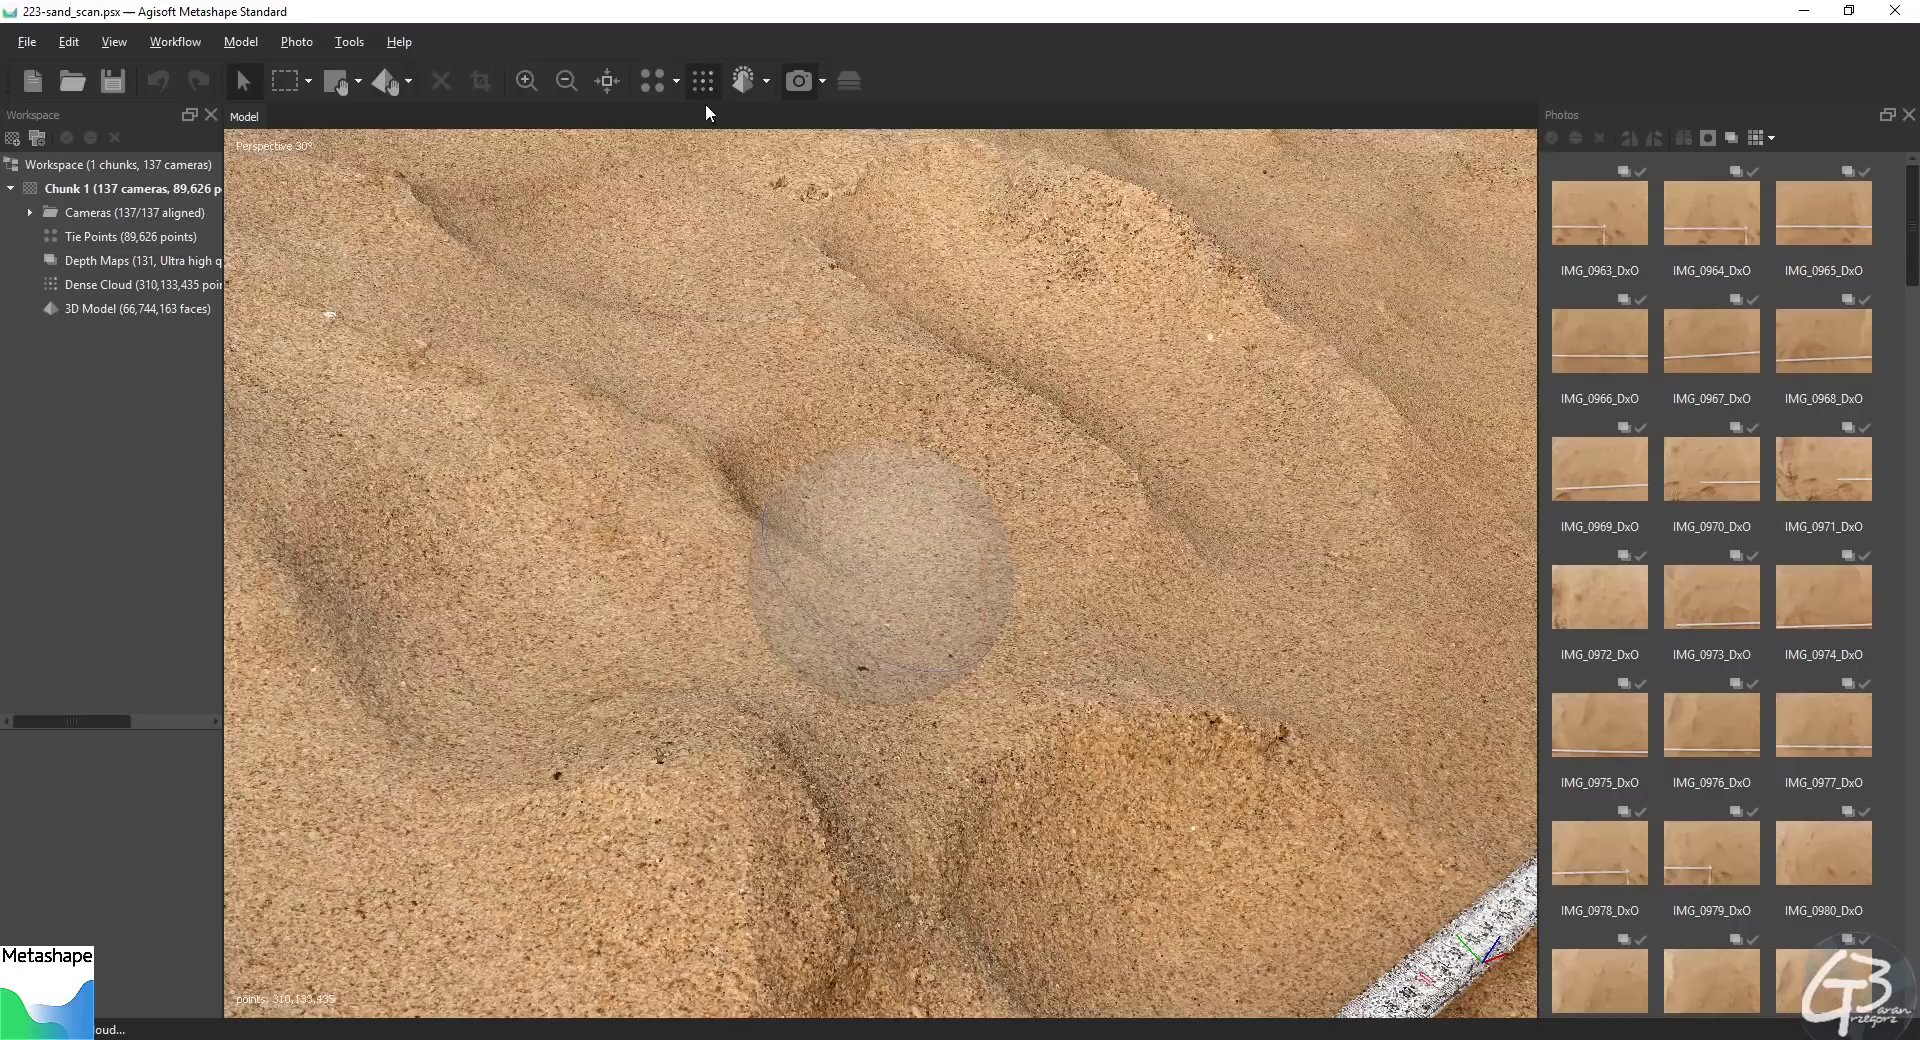 223-sand_scan.psx — Agisoft Metashape Standard
File Edit View Workflow Model Photo Tools Help
Workspace
Model
Photos
Perspective 30°
Workspace (1 chunks, 137 cameras)
Chunk 1 (137 cameras, 89,626 p
Cameras (137/137 aligned)
Tie Points (89,626 points)
Depth Maps (131, Ultra high q
Dense Cloud (310,133,435 poin
3D Model (66,744,163 faces)
IMG_0963_DxO IMG_0964_DxO IMG_0965_DxO
IMG_0966_DxO IMG_0967_DxO IMG_0968_DxO
IMG_0969_DxO IMG_0970_DxO IMG_0971_DxO
IMG_0972_DxO IMG_0973_DxO IMG_0974_DxO
IMG_0975_DxO IMG_0976_DxO IMG_0977_DxO
IMG_0978_DxO IMG_0979_DxO IMG_0980_DxO
Metashape
points: 310,133,435
oud...
G3
aran
rzegorz